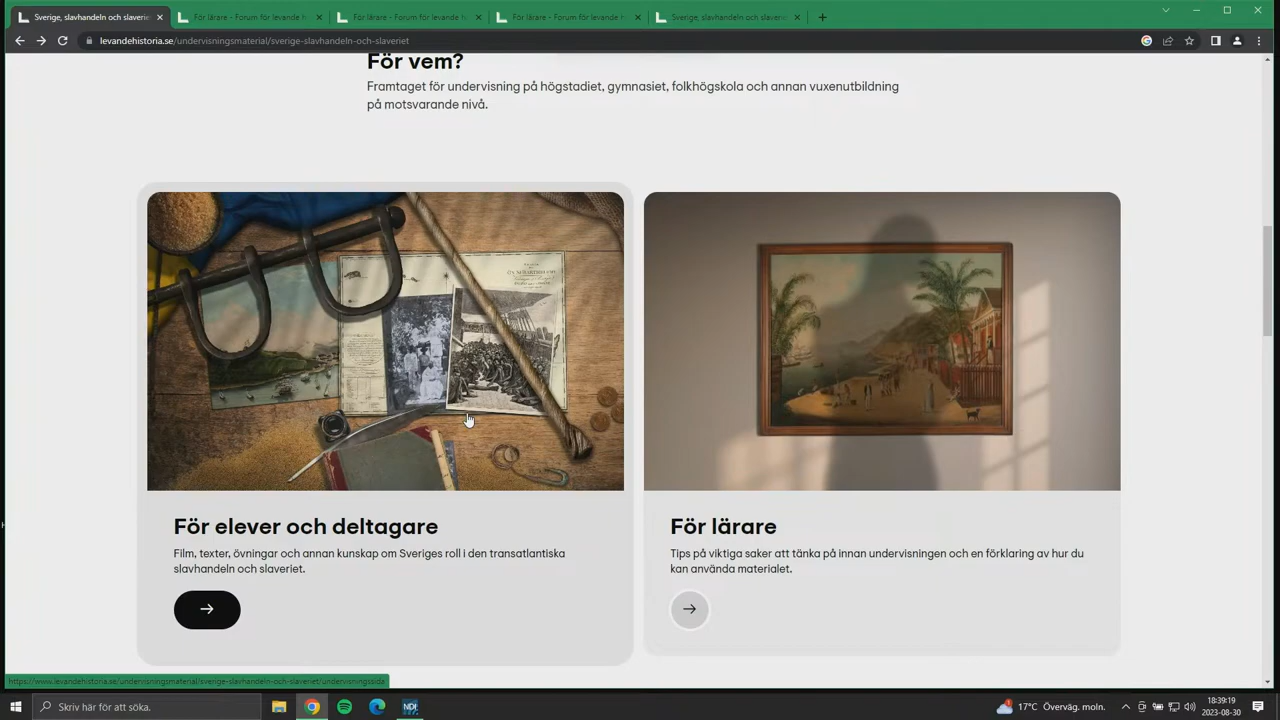 Sverige, slavhandeln och slaveriet
För lärare - Forum för levande h
För lärare - Forum för levande h
För lärare - Forum för levande h
Sverige, slavhandeln och slaveriet
levandehistoria.se/undervisningsmaterial/sverige-slavhandeln-och-slaveriet
För vem?
Framtaget för undervisning på högstadiet, gymnasiet, folkhögskola och annan vuxenutbildning
på motsvarande nivå.
För elever och deltagare
Film, texter, övningar och annan kunskap om Sveriges roll i den transatlantiska
slavhandeln och slaveriet.
För lärare
Tips på viktiga saker att tänka på innan undervisningen och en förklaring av hur du
kan använda materialet.
https://www.levandehistoria.se/undervisningsmaterial/sverige-slavhandeln-och-slaveriet/undervisningssida
Skriv här för att söka.
NDI
17°C Överväg. moln.
18:39:19
2023-08-30